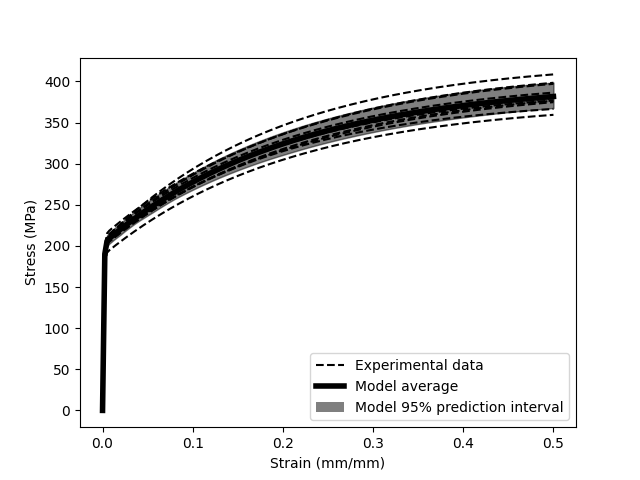 400
350
300
250
200
150
100
50
0
Stress (MPa)
0.0 0.1 0.2 0.3 0.4 0.5
Strain (mm/mm)
Experimental data
Model average
Model 95% prediction interval